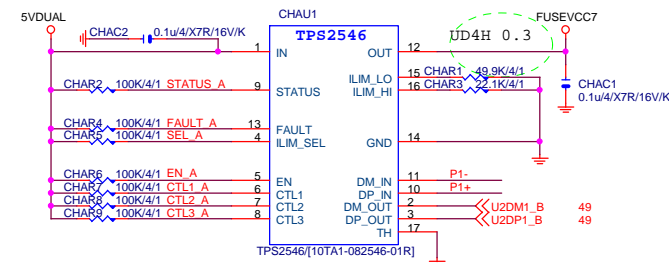 5VDUAL
CHAC2 0.1u/4/X7R/16V/K
CHAU1
TPS2546
UD4H 0.3
FUSEVCC7
1 IN
OUT 12
ILIM_LO 15 CHAR1 49.9K/4/1
ILIM_HI 16 CHAR3 22.1K/4/1
CHAC1
0.1u/4/X7R/16V/K
CHAR2 100K/4/1 STATUS_A 9 STATUS
CHAR4 100K/4/1 FAULT_A 13 FAULT
CHAR5 100K/4/1 SEL_A 4 ILIM_SEL
GND 14
CHAR6 100K/4/1 EN_A 5 EN
CHAR7 100K/4/1 CTL1_A 6 CTL1
CHAR8 100K/4/1 CTL2_A 7 CTL2
CHAR9 100K/4/1 CTL3_A 8 CTL3
DM_IN 11 P1-
DP_IN 10 P1+
DM_OUT 2 U2DM1_B 49
DP_OUT 3 U2DP1_B 49
TH 17
TPS2546/[10TA1-082546-01R]